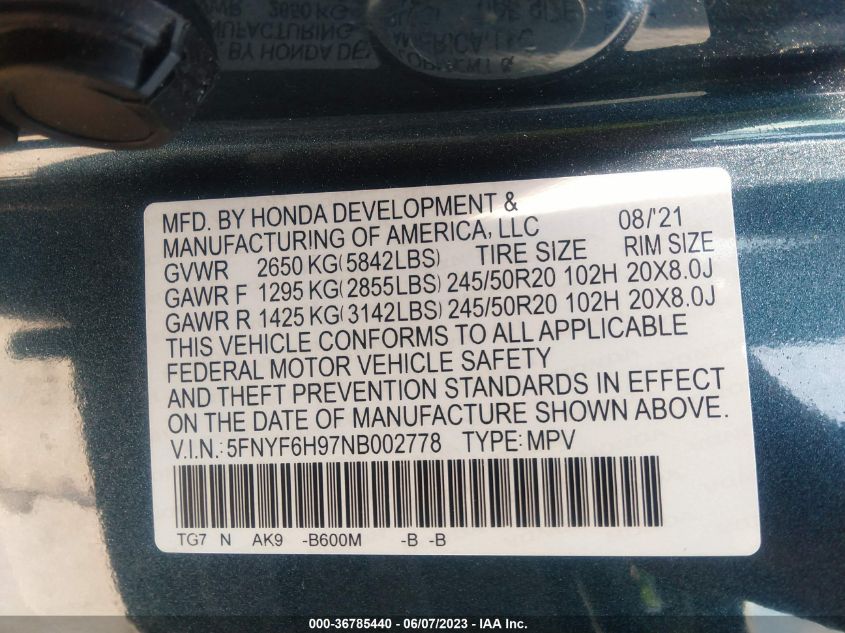 MFD. BY HONDA DEVELOPMENT &
MANUFACTURING OF AMERICA, LLC 08/'21
GVWR 2650 KG(5842LBS) TIRE SIZE RIM SIZE
GAWR F 1295 KG(2855LBS) 245/50R20 102H 20X8.0J
GAWR R 1425 KG(3142LBS) 245/50R20 102H 20X8.0J
THIS VEHICLE CONFORMS TO ALL APPLICABLE
FEDERAL MOTOR VEHICLE SAFETY
AND THEFT PREVENTION STANDARDS IN EFFECT
ON THE DATE OF MANUFACTURE SHOWN ABOVE.
V.I.N.: 5FNYF6H97NB002778 TYPE: MPV
TG7 N AK9 -B600M -B -B
000-36785440 - 06/07/2023 - IAA Inc.